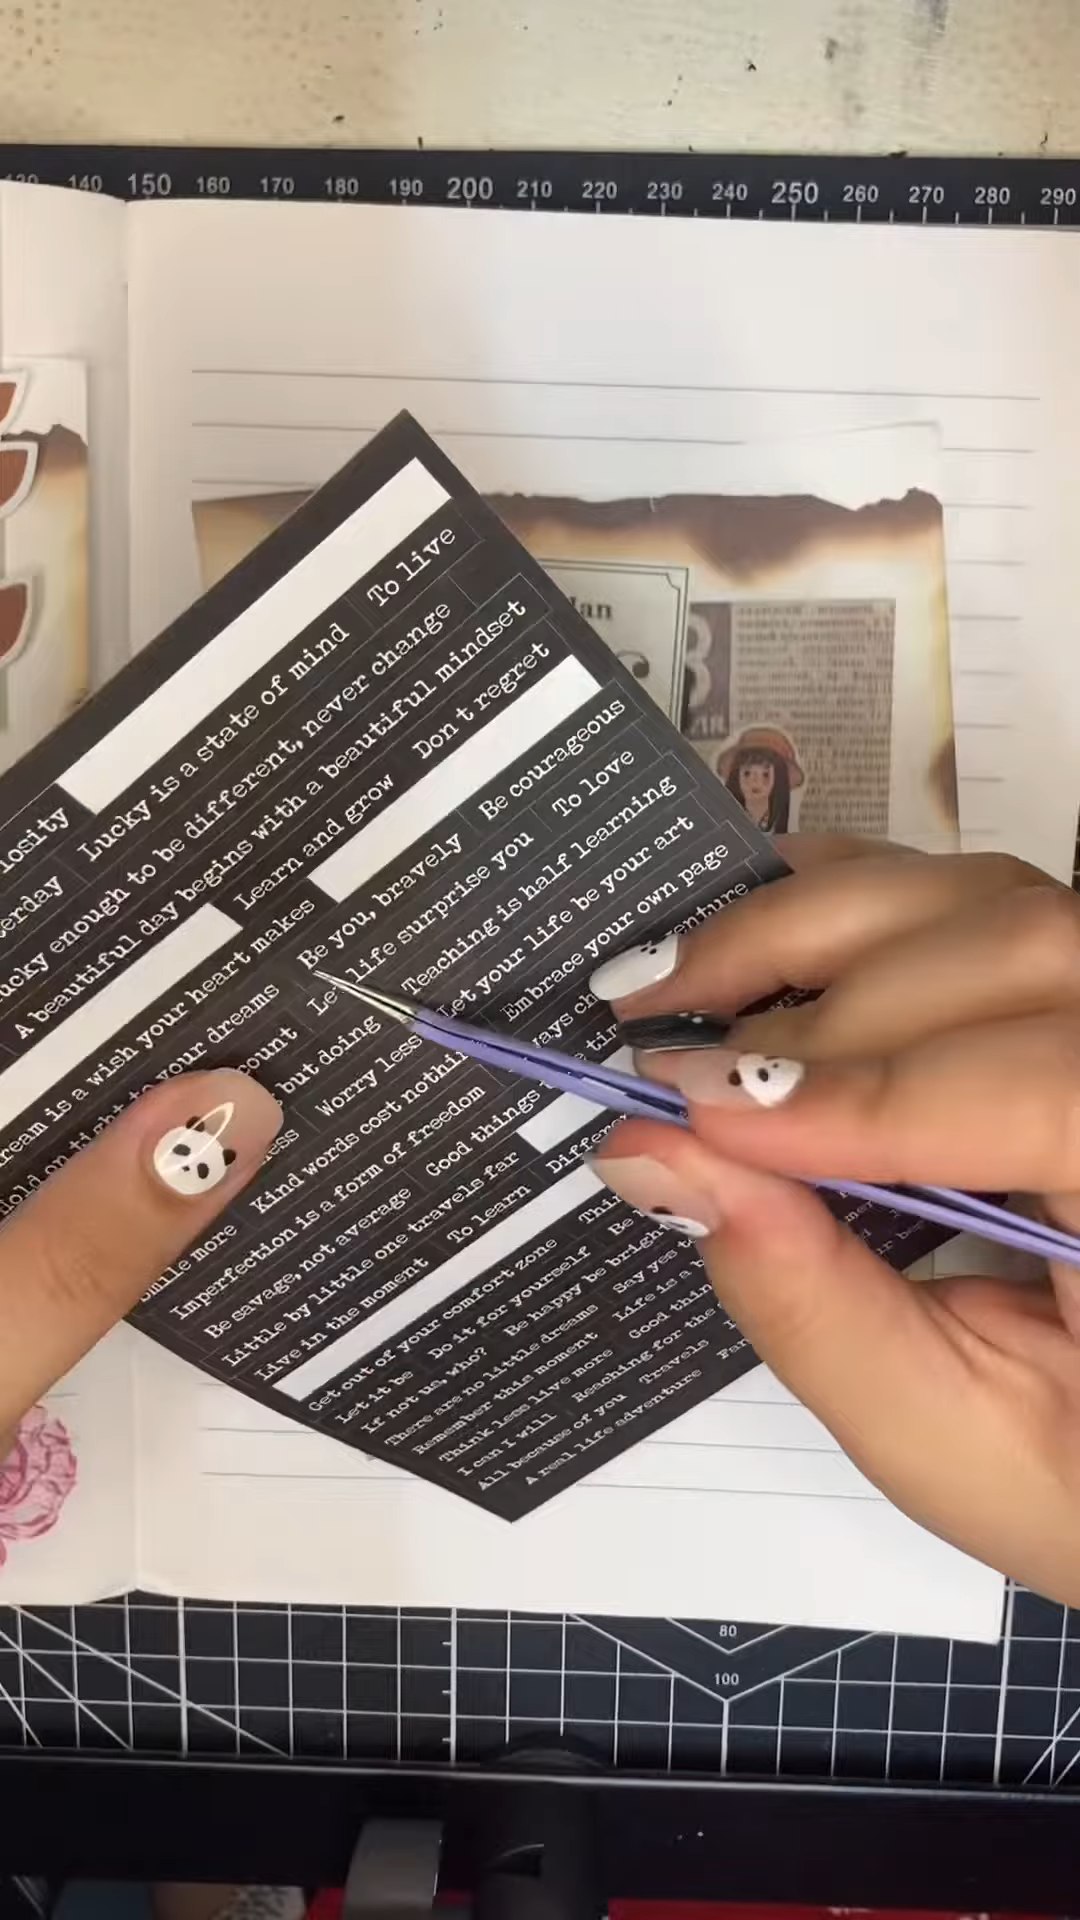 140 150 160 170 180 190 200 210 220 230 240 250 260 270 280 290
To live
Lucky is a state of mind
enough to be different, never change
A beautiful day begins with a beautiful mindset
Learn and grow Don t regret
is a wish your heart makes
your dreams
Be you, bravely Be courageous
count
Let life surprise you To love
but doing Teaching is half learning
Worry less Let your life be your art
Embrace your own page
Smile more Kind words cost
Imperfection is a form of freedom
Be savage, not average Good things
Little by little one travels far
Live in the moment To learn
Get out of your comfort zone
Let it be Do it for yourself
If not us, who? Be happy be bright
There are no little dreams Say yes
Remember this moment Life is a
Think less live more Good
I can I will Reaching for the
All because of you Travels
A real life adventure
80
100